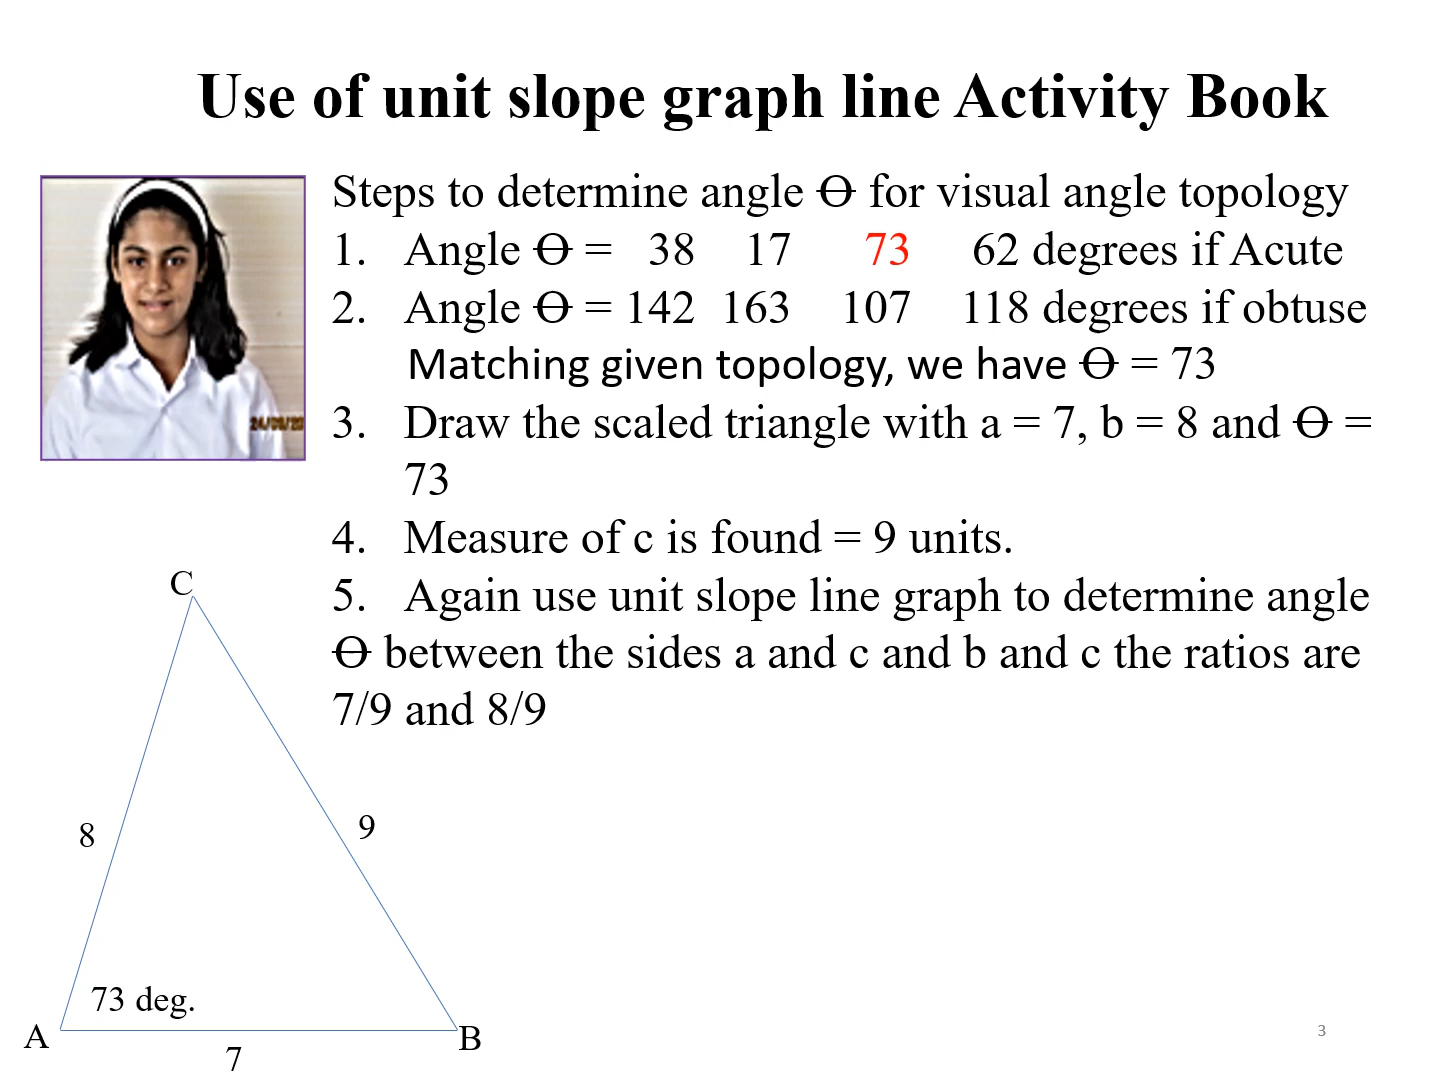 Use of unit slope graph line Activity Book
Steps to determine angle Ɵ for visual angle topology
1. Angle Ɵ = 38 17 73 62 degrees if Acute
2. Angle Ɵ = 142 163 107 118 degrees if obtuse
Matching given topology, we have Ɵ = 73
3. Draw the scaled triangle with a = 7, b = 8 and Ɵ =
73
4. Measure of c is found = 9 units.
5. Again use unit slope line graph to determine angle
Ɵ between the sides a and c and b and c the ratios are
7/9 and 8/9
C
8
9
73 deg.
A
B
7
3